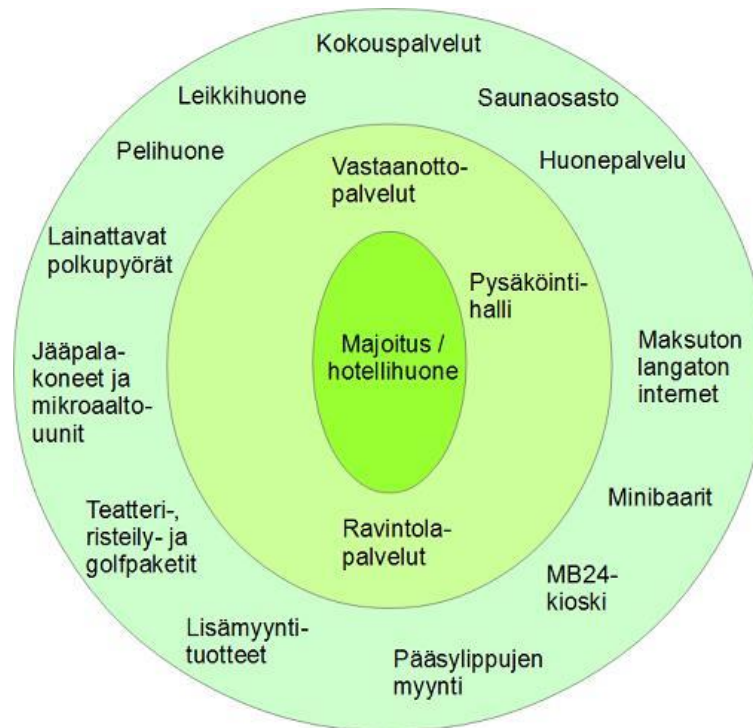 Kokouspalvelut
Leikkihuone
Saunaosasto
Pelihuone
Huonepalvelu
Vastaanotto-
palvelut
Lainattavat
polkupyörät
Pysäköinti-
halli
Majoitus /
hotellihuone
Jääpala-
koneet ja
mikroaalto-
uunit
Maksuton
langaton
internet
Minibaarit
Teatteri-,
risteily- ja
golfpaketit
Ravintola-
palvelut
MB24-
kioski
Lisämyynti-
tuotteet
Pääsylippujen
myynti